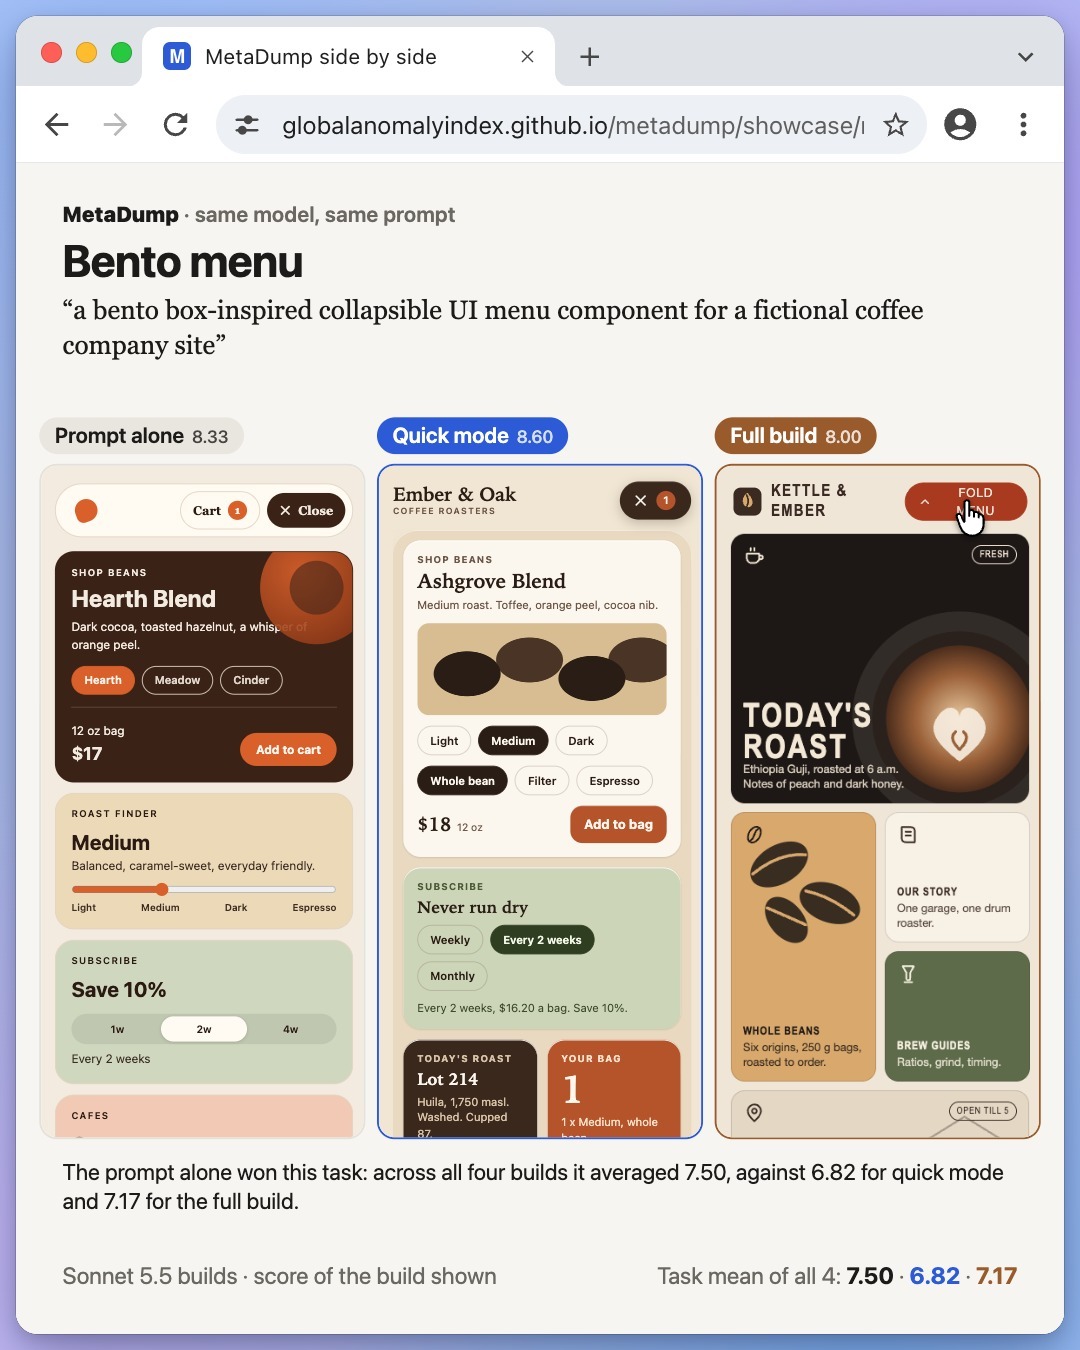 M MetaDump side by side
globalanomalyindex.github.io/metadump/showcase/
MetaDump · same model, same prompt
Bento menu
“a bento box-inspired collapsible UI menu component for a fictional coffee
company site”
Prompt alone 8.33
Cart 1
Close
SHOP BEANS
Hearth Blend
Dark cocoa, toasted hazelnut, a whisper of
orange peel.
Hearth Meadow Cinder
12 oz bag
$17
Add to cart
ROAST FINDER
Medium
Balanced, caramel-sweet, everyday friendly.
Light Medium Dark Espresso
SUBSCRIBE
Save 10%
1w 2w 4w
Every 2 weeks
CAFES
Quick mode 8.60
Ember & Oak
COFFEE ROASTERS
1
SHOP BEANS
Ashgrove Blend
Medium roast. Toffee, orange peel, cocoa nib.
Light Medium Dark
Whole bean Filter Espresso
$18 12 oz
Add to bag
SUBSCRIBE
Never run dry
Weekly Every 2 weeks
Monthly
Every 2 weeks, $16.20 a bag. Save 10%.
TODAY'S ROAST
Lot 214
Huila, 1,750 masl.
Washed. Cupped
87.
YOUR BAG
1
1 x Medium, whole
bean
Full build 8.00
KETTLE &
EMBER
FOLD
MENU
FRESH
TODAY'S
ROAST
Ethiopia Guji, roasted at 6 a.m.
Notes of peach and dark honey.
WHOLE BEANS
Six origins, 250 g bags,
roasted to order.
OUR STORY
One garage, one drum
roaster.
BREW GUIDES
Ratios, grind, timing.
OPEN TILL 5
The prompt alone won this task: across all four builds it averaged 7.50, against 6.82 for quick mode
and 7.17 for the full build.
Sonnet 5.5 builds · score of the build shown
Task mean of all 4: 7.50 · 6.82 · 7.17